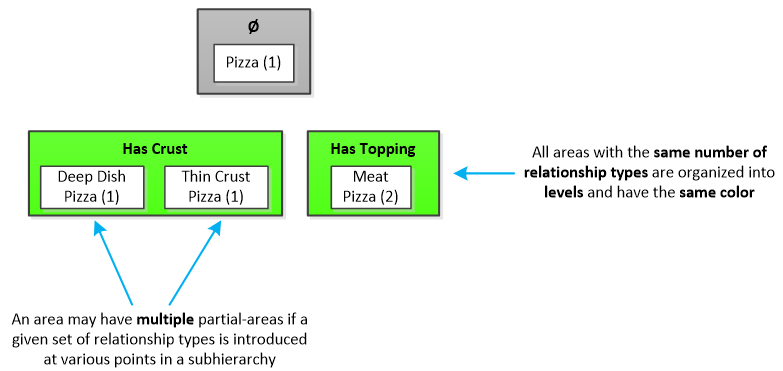 Ø
Pizza (1)
Has Crust
Deep Dish
Pizza (1)
Thin Crust
Pizza (1)
Has Topping
Meat
Pizza (2)
All areas with the same number of
relationship types are organized into
levels and have the same color
An area may have multiple partial-areas if a
given set of relationship types is introduced
at various points in a subhierarchy